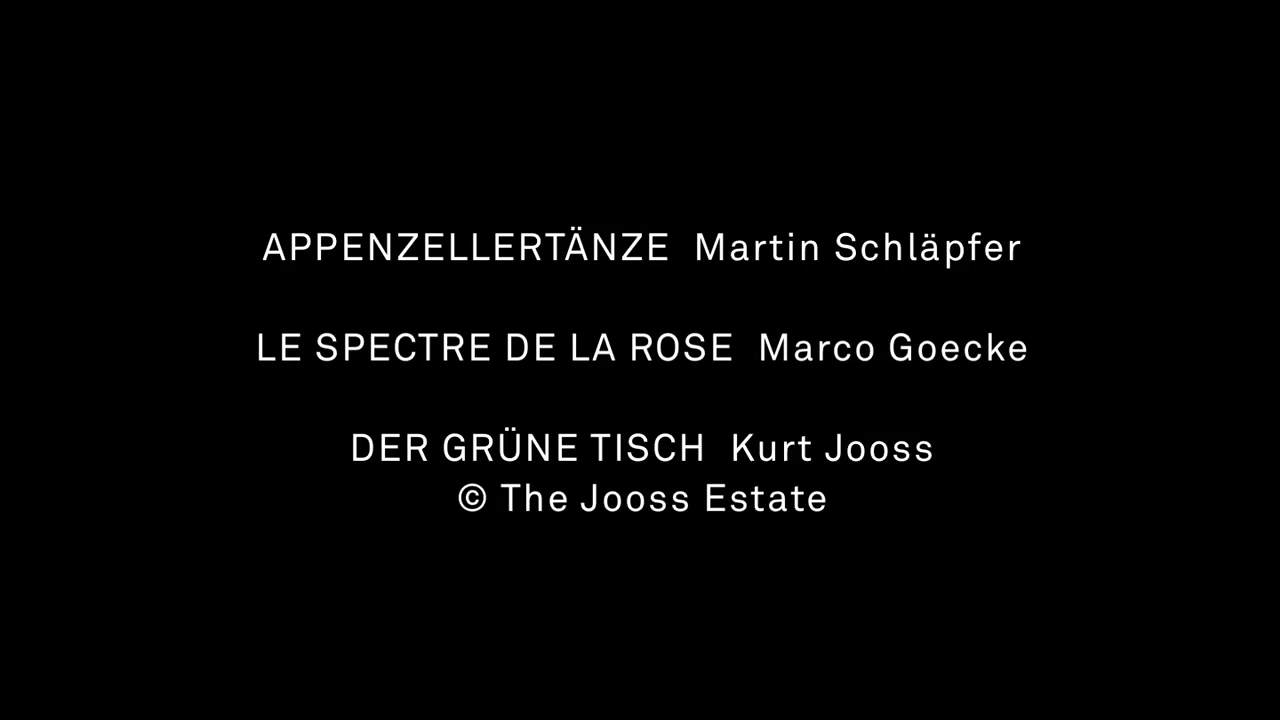 APPENZELLERTÄNZE Martin Schläpfer
LE SPECTRE DE LA ROSE Marco Goecke
DER GRÜNE TISCH Kurt Jooss
© The Jooss Estate